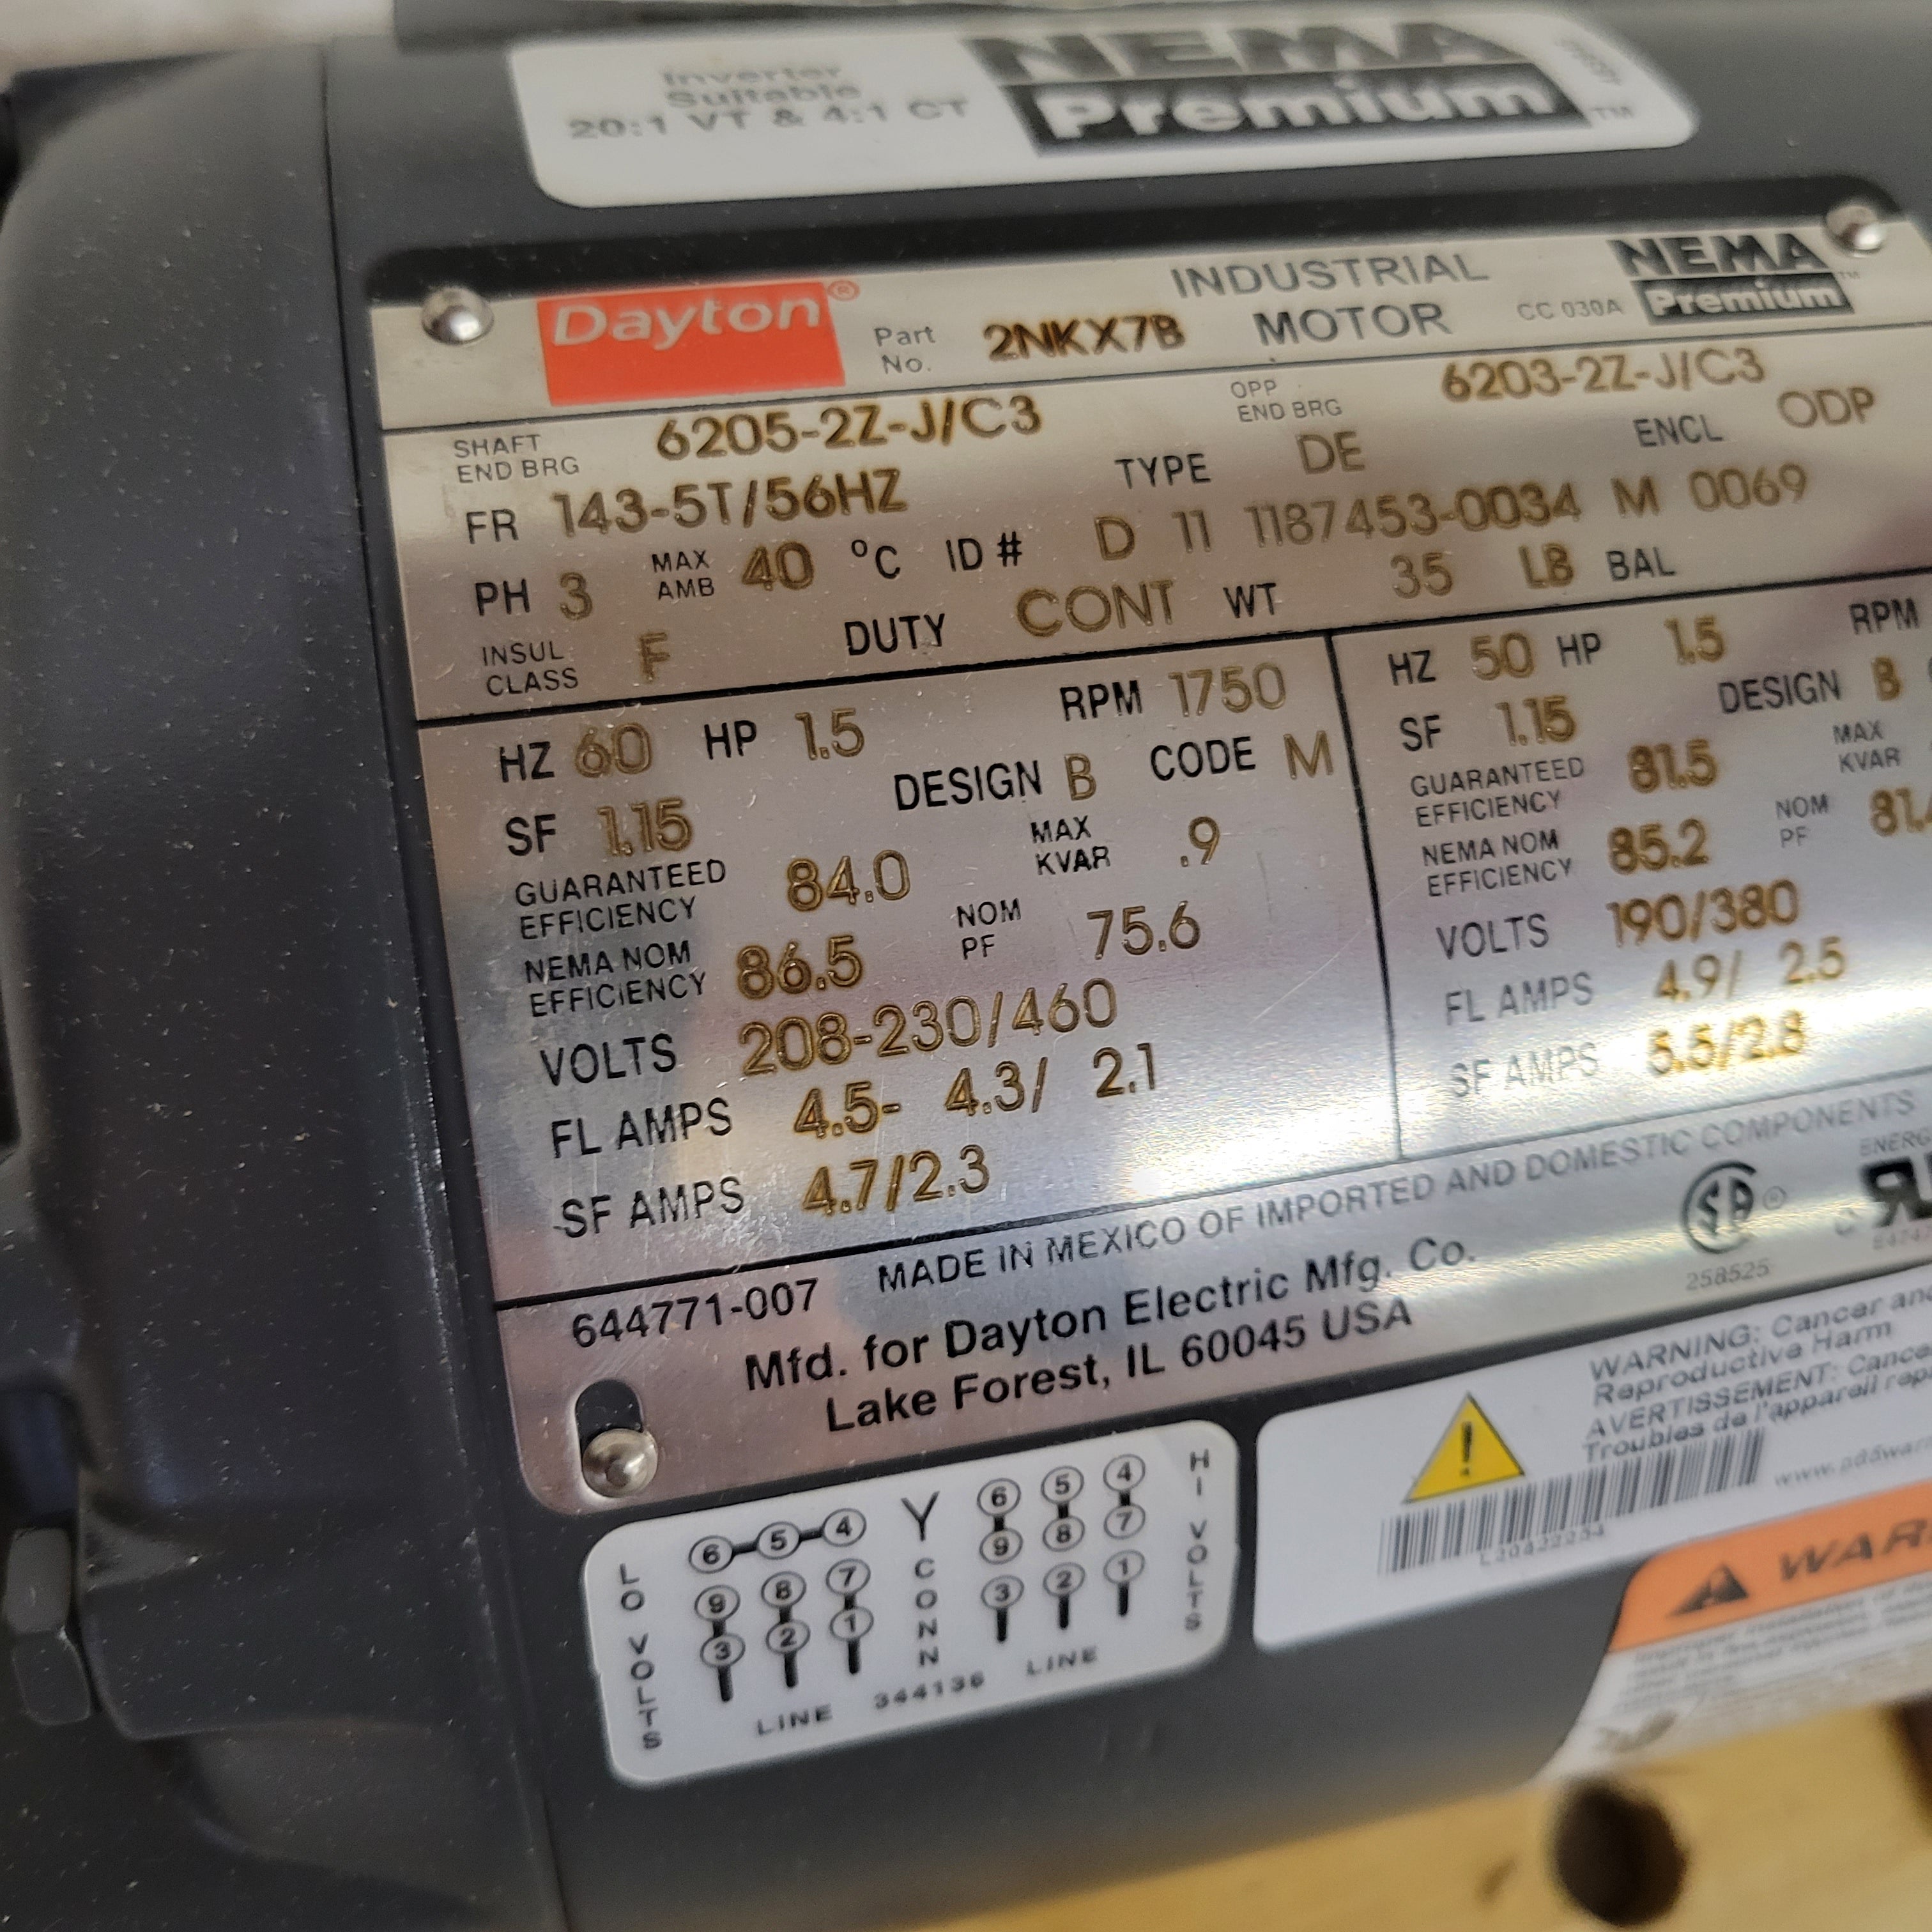 Inverter
Suitable
20:1 VT & 4:1 CT
NEMA
Premium™
Dayton®
Part No. 2NKX7B
INDUSTRIAL MOTOR
CC 030A
NEMA Premium™
SHAFT END BRG 6205-2Z-J/C3 OPP END BRG 6203-2Z-J/C3
FR 143-5T/56HZ TYPE DE ENCL ODP
PH 3 MAX AMB 40 °C ID# D 11 1187453-0034 M 0069
INSUL CLASS F DUTY CONT WT 35 LB BAL
HZ 60 HP 1.5 RPM 1750
SF 1.15 DESIGN B CODE M
GUARANTEED EFFICIENCY 84.0 MAX KVAR .9
NEMA NOM EFFICIENCY 86.5 NOM PF 75.6
VOLTS 208-230/460
FL AMPS 4.5- 4.3/ 2.1
SF AMPS 4.7/2.3
HZ 50 HP 1.5 RPM
SF 1.15 DESIGN B
GUARANTEED EFFICIENCY 81.5 MAX KVAR
NEMA NOM EFFICIENCY 85.2 NOM PF 81.4
VOLTS 190/380
FL AMPS 4.9/ 2.5
SF AMPS 5.5/2.8
644771-007 MADE IN MEXICO OF IMPORTED AND DOMESTIC COMPONENTS
Mfd. for Dayton Electric Mfg. Co.
Lake Forest, IL 60045 USA
258525
LO VOLTS
6 5 4
9 8 7
3 2 1
LINE
Y CONN
344136
6 5 4
9 8 7
3 2 1
LINE
HI VOLTS
WARNING: Cancer and
Reproductive Harm
AVERTISSEMENT: Cancer
Troubles de l'appareil